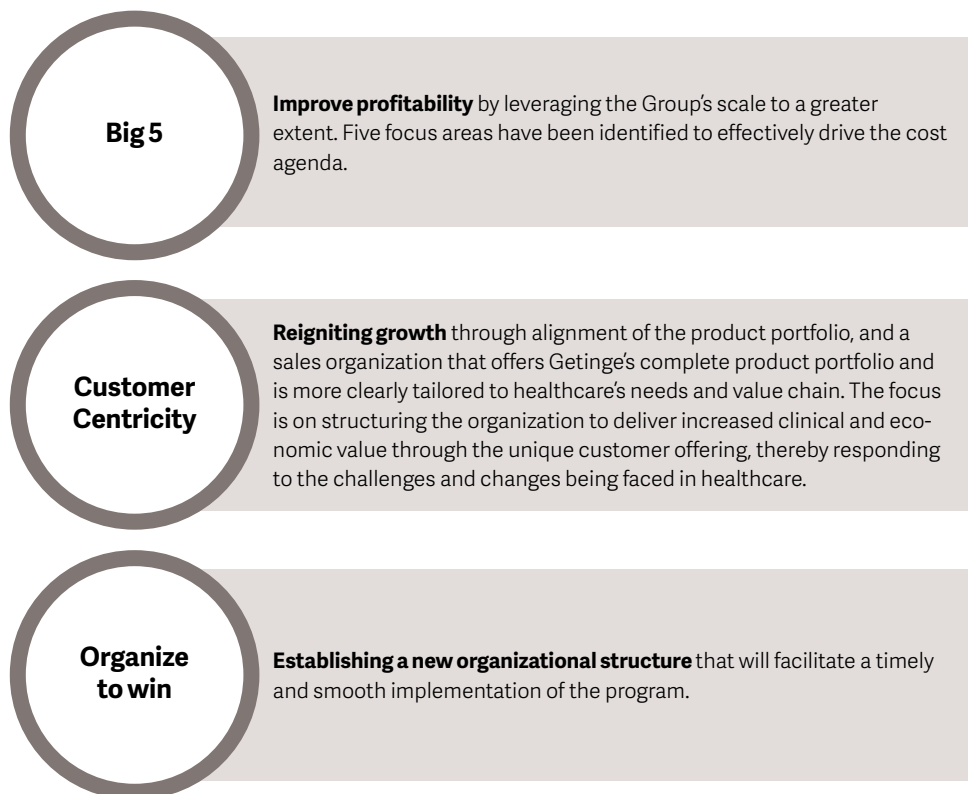 Big 5
Improve profitability by leveraging the Group's scale to a greater
extent. Five focus areas have been identified to effectively drive the cost
agenda.
Customer
Centricity
Reigniting growth through alignment of the product portfolio, and a
sales organization that offers Getinge's complete product portfolio and
is more clearly tailored to healthcare's needs and value chain. The focus
is on structuring the organization to deliver increased clinical and eco-
nomic value through the unique customer offering, thereby responding
to the challenges and changes being faced in healthcare.
Organize
to win
Establishing a new organizational structure that will facilitate a timely
and smooth implementation of the program.